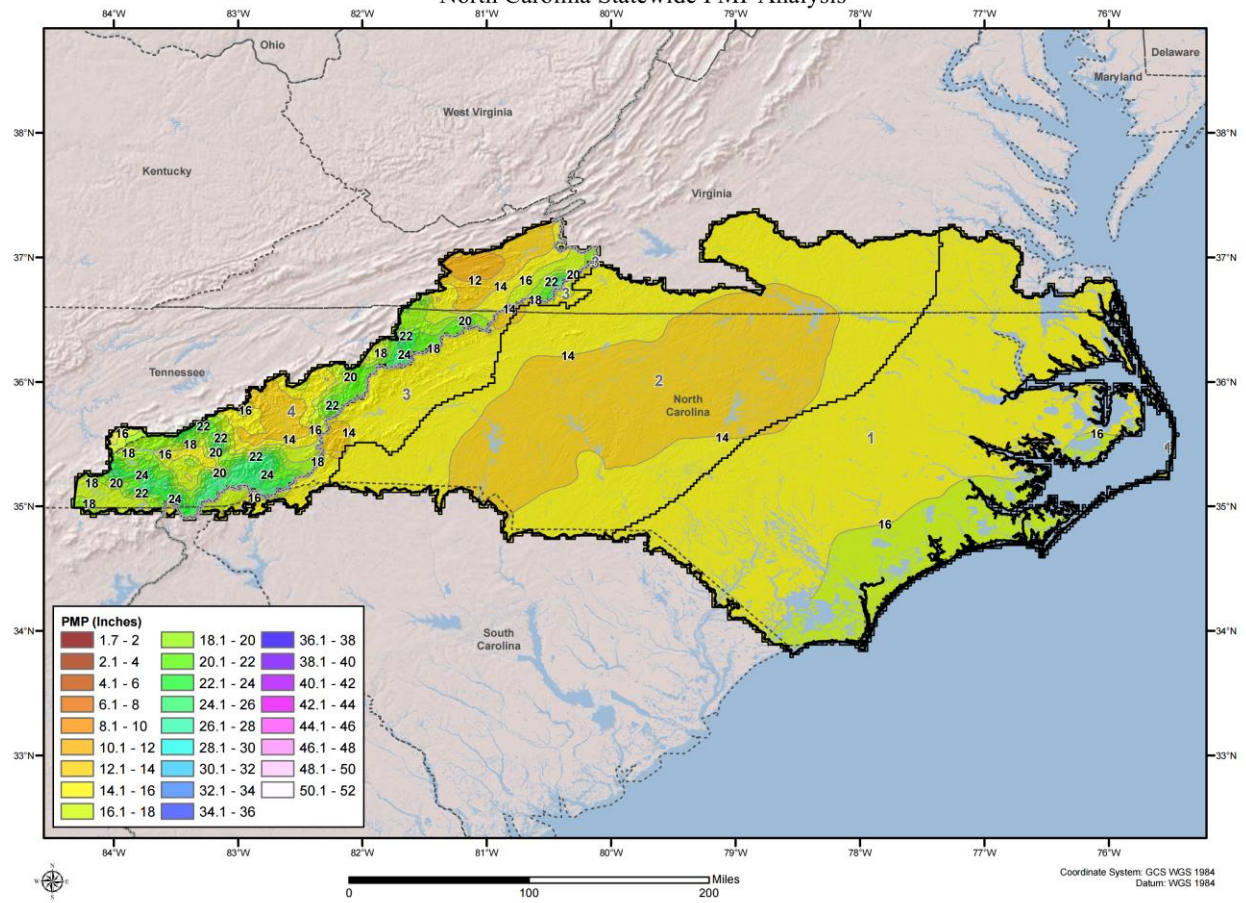 North Carolina Statewide PMP Analysis
84°W 83°W 82°W 81°W 80°W 79°W 78°W 77°W 76°W
Ohio
Delaware
Maryland
West Virginia
38°N 38°N
Kentucky
Virginia
37°N 37°N
12 14 16 22 20 3
18 3
14
20
22
18 24 18
14
Tennessee
20
36°N 36°N
3
2
16 4 22
North
Carolina
16 22 14 16 14
14
1
16
18 16 18 22 20 22 18
18 20 24 22 20 24
18 24 16
35°N 35°N
16
34°N 34°N
South
Carolina
33°N 33°N
PMP (Inches)
1.7 - 2
2.1 - 4
4.1 - 6
6.1 - 8
8.1 - 10
10.1 - 12
12.1 - 14
14.1 - 16
16.1 - 18
18.1 - 20
20.1 - 22
22.1 - 24
24.1 - 26
26.1 - 28
28.1 - 30
30.1 - 32
32.1 - 34
34.1 - 36
36.1 - 38
38.1 - 40
40.1 - 42
42.1 - 44
44.1 - 46
46.1 - 48
48.1 - 50
50.1 - 52
84°W 83°W 82°W 81°W 80°W 79°W 78°W 77°W 76°W
N
W E
S
Miles
0 100 200
Coordinate System: GCS WGS 1984
Datum: WGS 1984